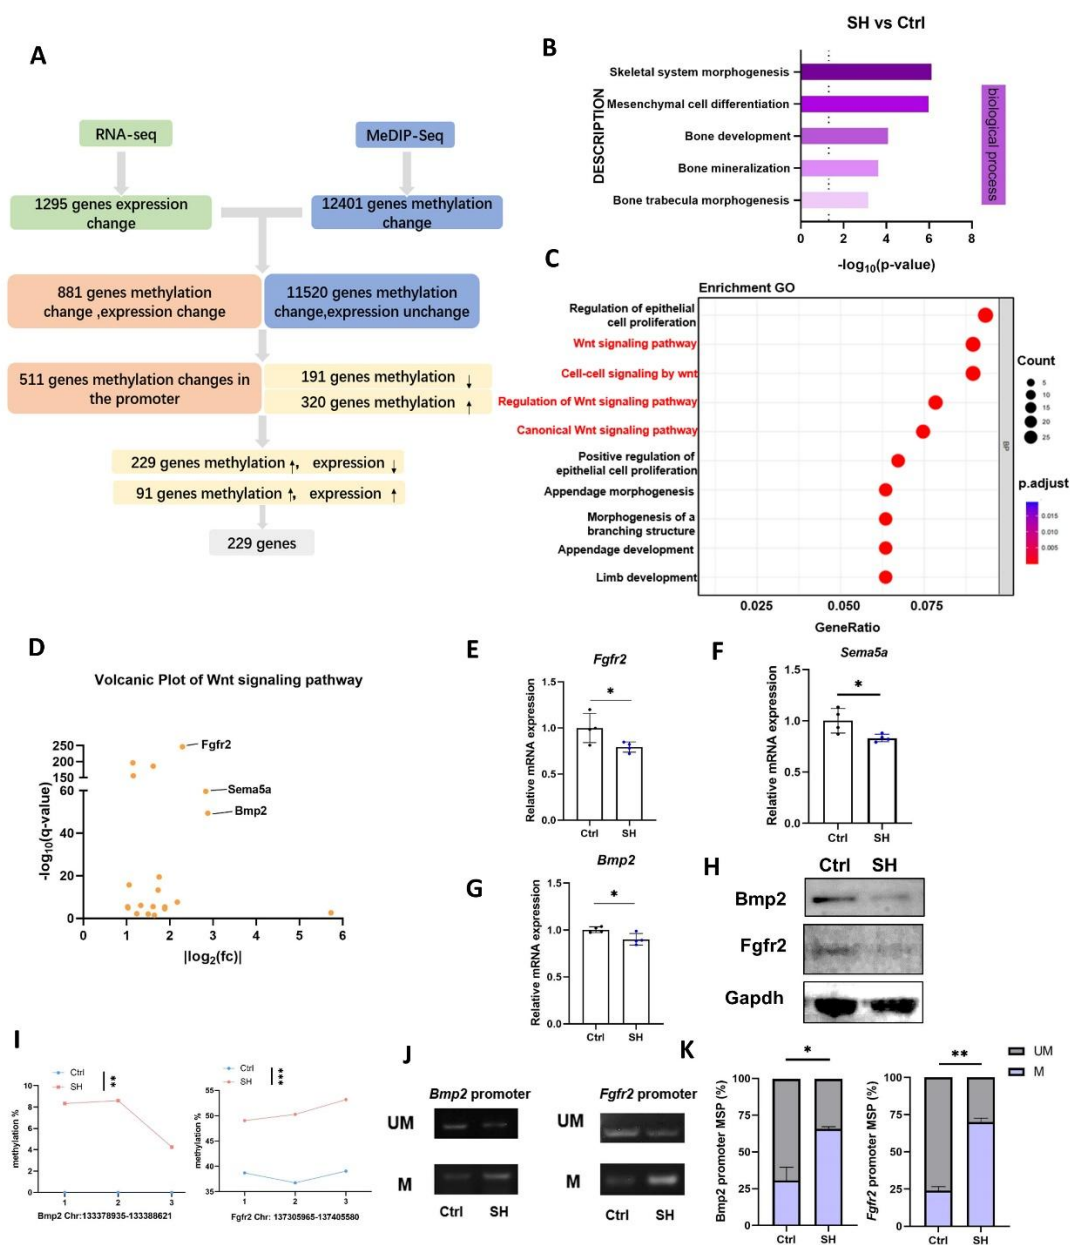 A
RNA-seq
MeDIP-Seq
1295 genes expression
change
12401 genes methylation
change
881 genes methylation
change ,expression change
11520 genes methylation
change,expression unchange
511 genes methylation changes in
the promoter
191 genes methylation ↓
320 genes methylation ↑
229 genes methylation ↑, expression ↓
91 genes methylation ↑, expression ↑
229 genes
B
SH vs Ctrl
DESCRIPTION
Skeletal system morphogenesis
Mesenchymal cell differentiation
Bone development
Bone mineralization
Bone trabecula morphogenesis
biological process
0 2 4 6 8
-log10(p-value)
C
Enrichment GO
Regulation of epithelial
cell proliferation
Wnt signaling pathway
Cell-cell signaling by wnt
Regulation of Wnt signaling pathway
Canonical Wnt signaling pathway
Positive regulation of
epithelial cell proliferation
Appendage morphogenesis
Morphogenesis of a
branching structure
Appendage development
Limb development
BP
0.025 0.050 0.075
GeneRatio
Count
5
10
15
20
25
p.adjust
0.015
0.010
0.005
D
Volcanic Plot of Wnt signaling pathway
-log10(q-value)
250
200
150
60
40
20
0
Fgfr2
Sema5a
Bmp2
0 1 2 3 4 5 6
|log2(fc)|
E
Fgfr2
Relative mRNA expression
1.5
1.0
0.5
0.0
*
Ctrl SH
F
Sema5a
Relative mRNA expression
1.5
1.0
0.5
0.0
*
Ctrl SH
G
Bmp2
Relative mRNA expression
1.5
1.0
0.5
0.0
*
Ctrl SH
H
Ctrl SH
Bmp2
Fgfr2
Gapdh
I
Ctrl
SH
**
methylation %
10
8
6
4
2
0
1 2 3
Bmp2 Chr:133378935-133388621
Ctrl
SH
***
methylation %
55
50
45
40
35
1 2 3
Fgfr2 Chr: 137305965-137405580
J
Bmp2 promoter
UM
M
Ctrl SH
Fgfr2 promoter
UM
M
Ctrl SH
K
Bmp2 promoter MSP (%)
100
75
50
25
0
*
Ctrl SH
Fgfr2 promoter MSP (%)
100
75
50
25
0
**
Ctrl SH
UM
M